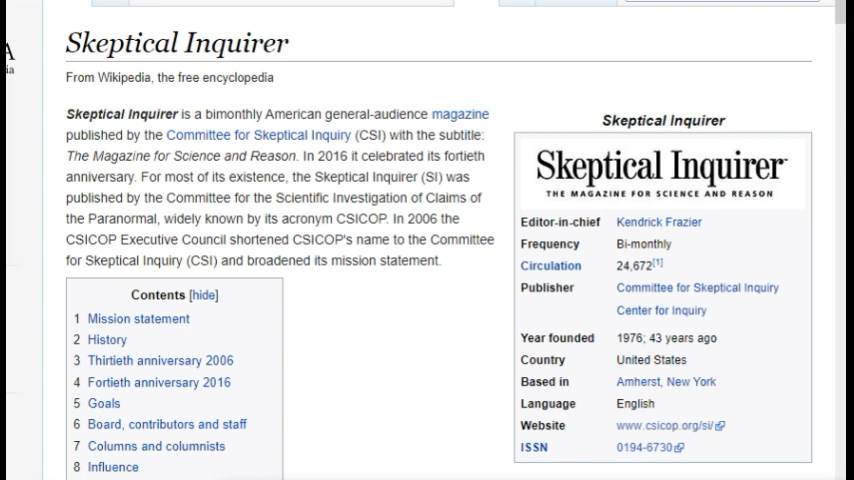 A
ia
Skeptical Inquirer
From Wikipedia, the free encyclopedia
Skeptical Inquirer is a bimonthly American general-audience magazine
published by the Committee for Skeptical Inquiry (CSI) with the subtitle:
The Magazine for Science and Reason. In 2016 it celebrated its fortieth
anniversary. For most of its existence, the Skeptical Inquirer (SI) was
published by the Committee for the Scientific Investigation of Claims of
the Paranormal, widely known by its acronym CSICOP. In 2006 the
CSICOP Executive Council shortened CSICOP's name to the Committee
for Skeptical Inquiry (CSI) and broadened its mission statement.
Contents [hide]
1 Mission statement
2 History
3 Thirtieth anniversary 2006
4 Fortieth anniversary 2016
5 Goals
6 Board, contributors and staff
7 Columns and columnists
8 Influence
Skeptical Inquirer
Skeptical Inquirer
THE MAGAZINE FOR SCIENCE AND REASON
Editor-in-chief Kendrick Frazier
Frequency Bi-monthly
Circulation 24,672[1]
Publisher Committee for Skeptical Inquiry
Center for Inquiry
Year founded 1976; 43 years ago
Country United States
Based in Amherst, New York
Language English
Website www.csicop.org/si/
ISSN 0194-6730